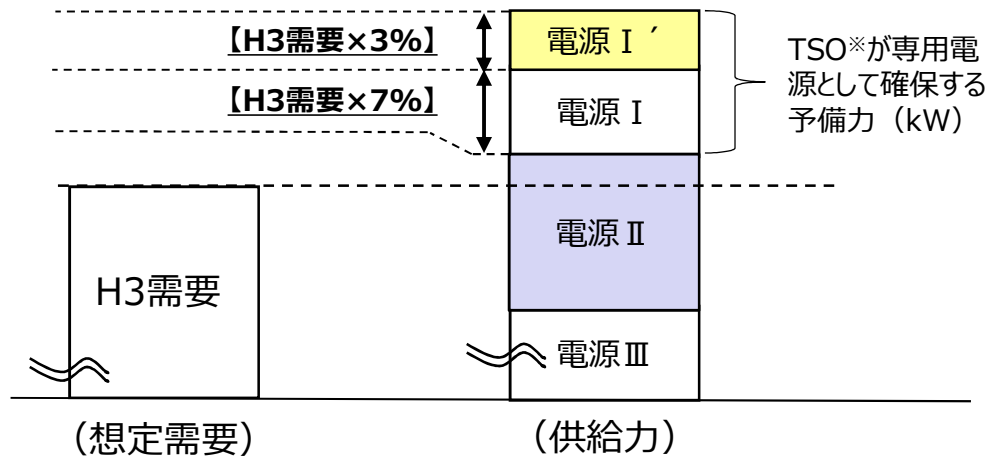 【H3需要×3%】
電源Ⅰ´
【H3需要×7%】
電源Ⅰ
TSO※が専用電
源として確保する
予備力（kW）
電源Ⅱ
H3需要
電源Ⅲ
（想定需要）
（供給力）